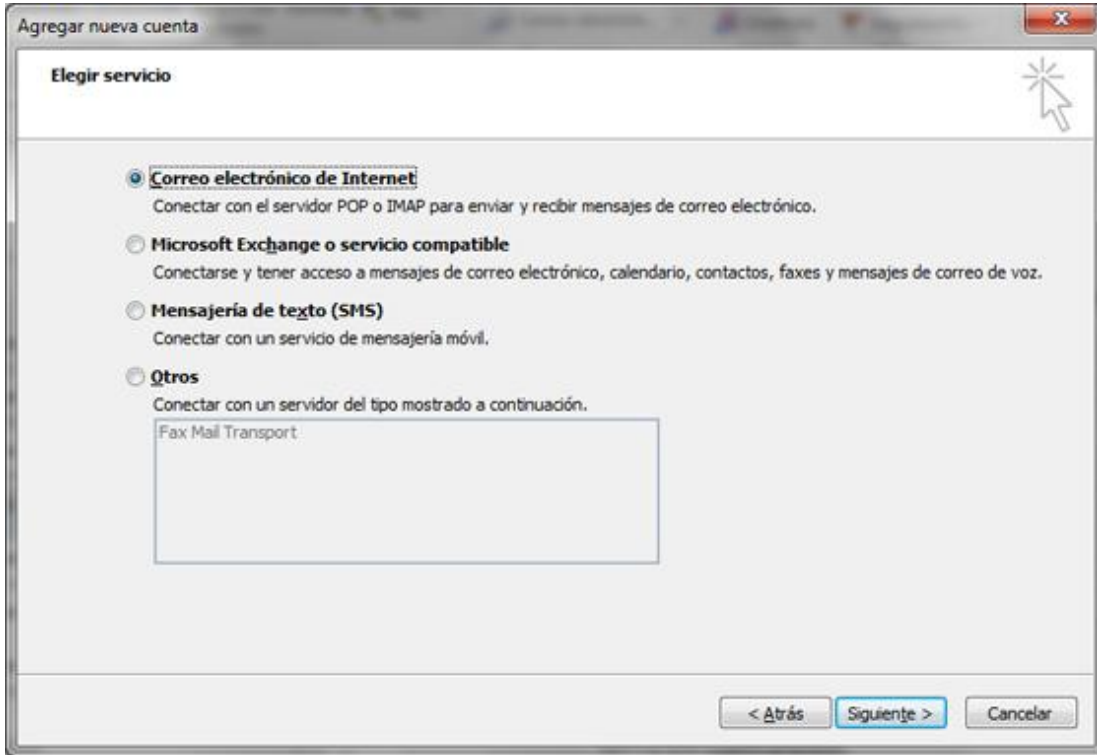 Agregar nueva cuenta
Elegir servicio
Correo electrónico de Internet
Conectar con el servidor POP o IMAP para enviar y recibir mensajes de correo electrónico.
Microsoft Exchange o servicio compatible
Conectarse y tener acceso a mensajes de correo electrónico, calendario, contactos, faxes y mensajes de correo de voz.
Mensajería de texto (SMS)
Conectar con un servicio de mensajería móvil.
Otros
Conectar con un servidor del tipo mostrado a continuación.
Fax Mail Transport
< Atrás Siguiente > Cancelar